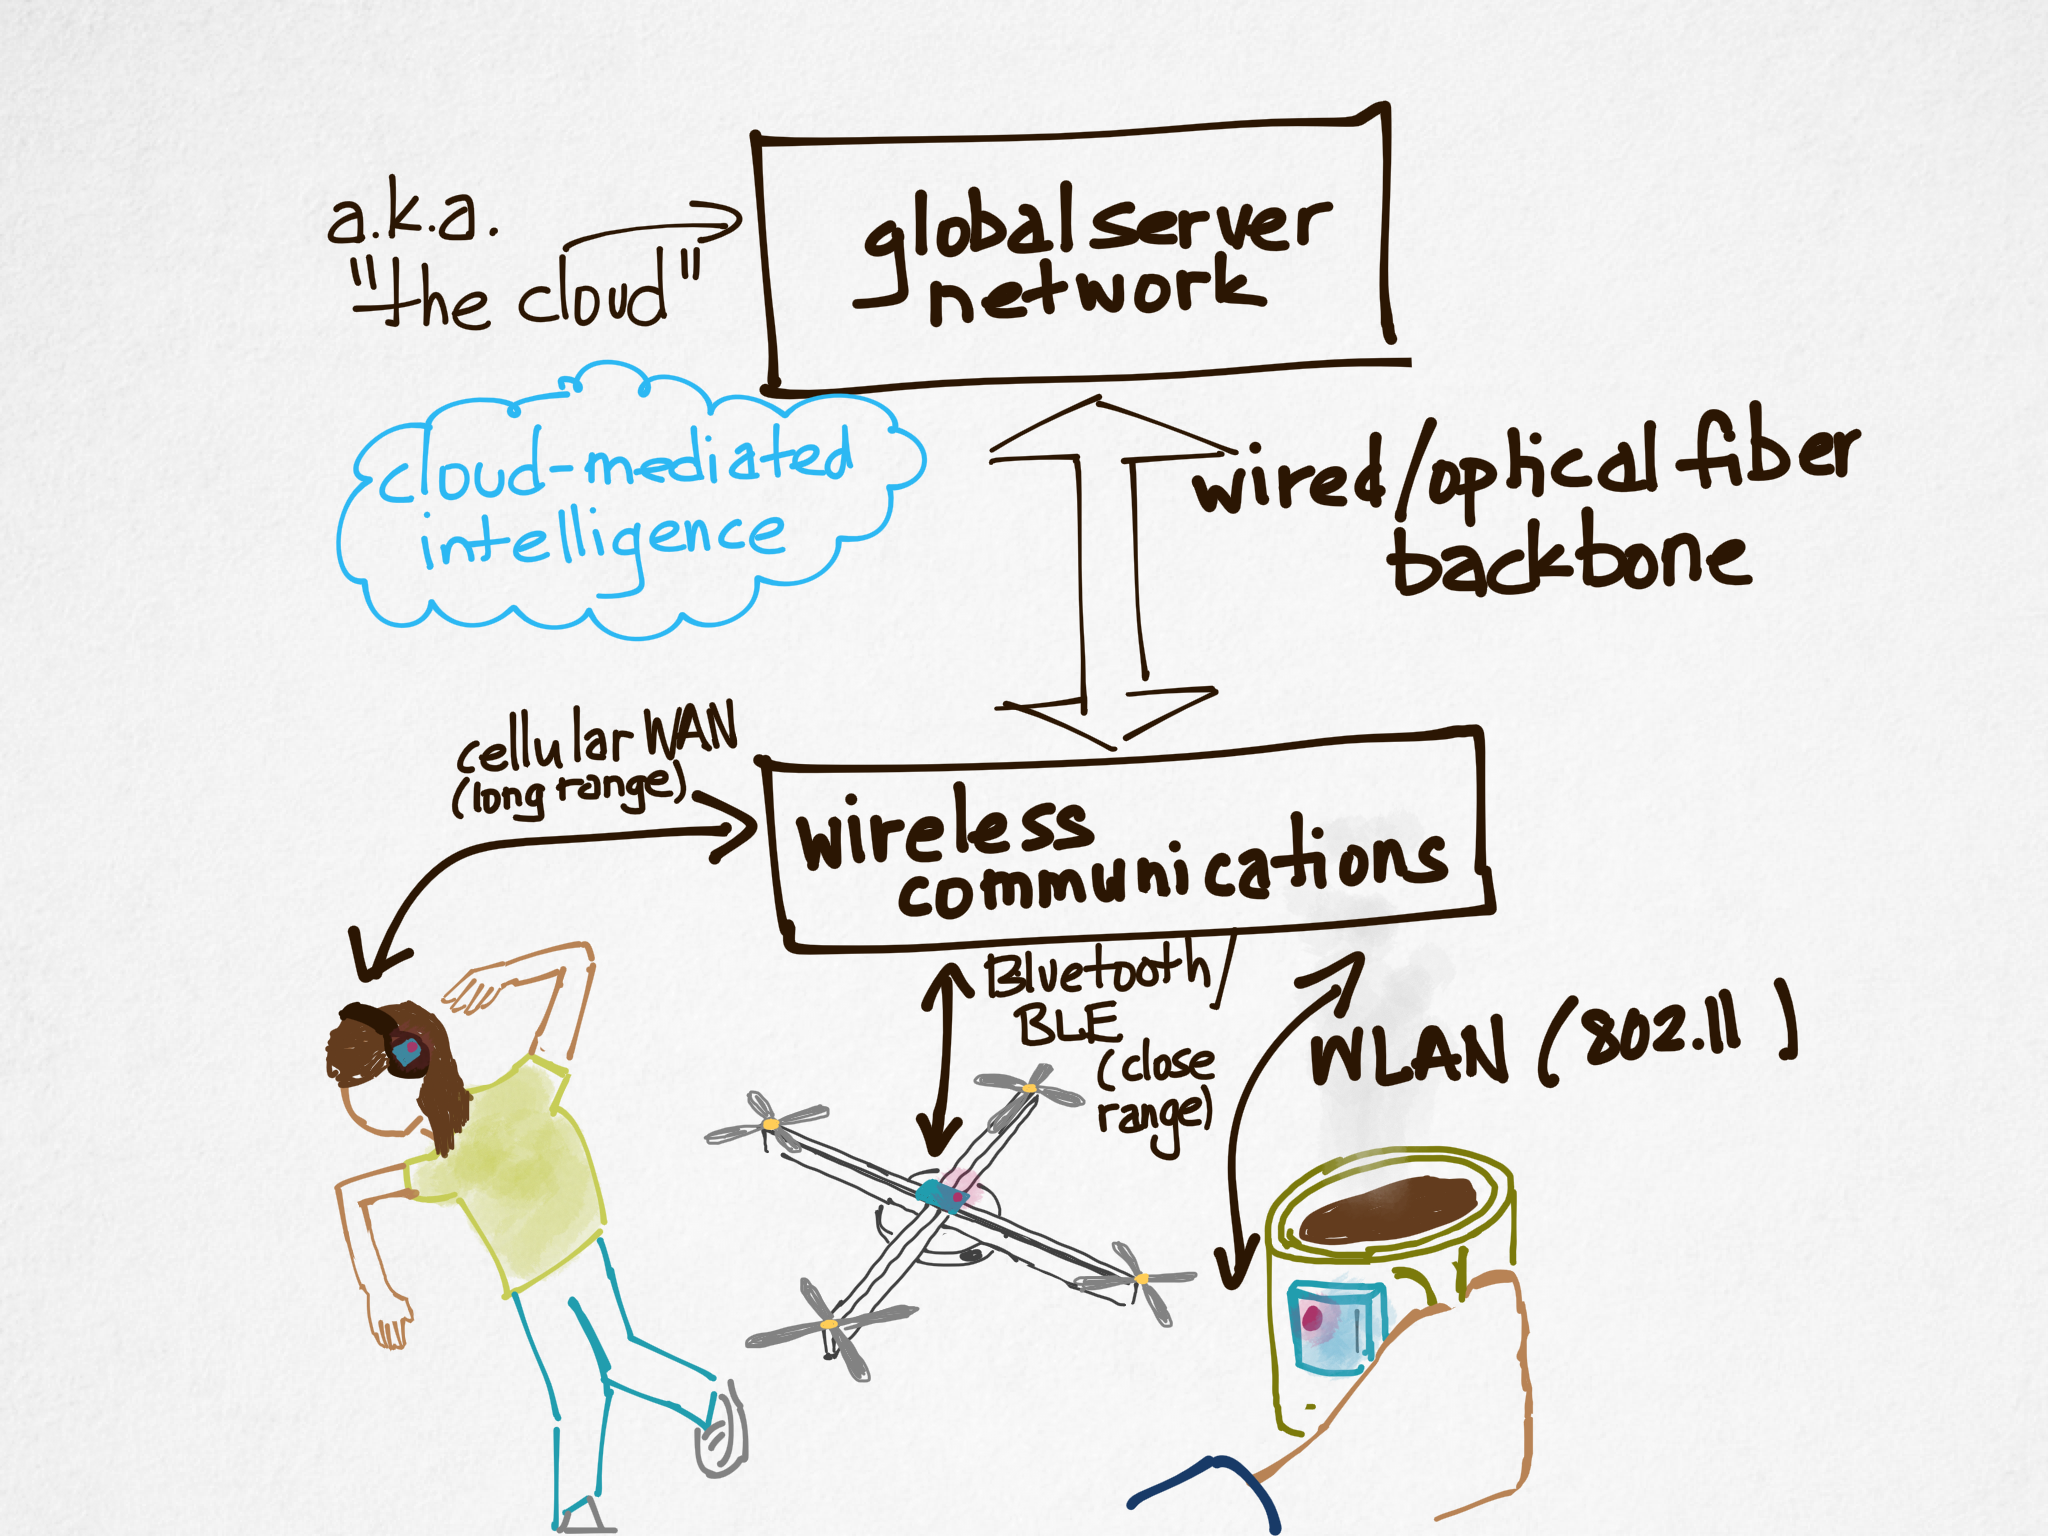 a.k.a.
"the cloud"
global server
network
cloud-mediated
intelligence
wired/optical fiber
backbone
cellular WAN
(long range)
wireless
communications
Bluetooth/
BLE
(close
range)
WLAN (802.11)